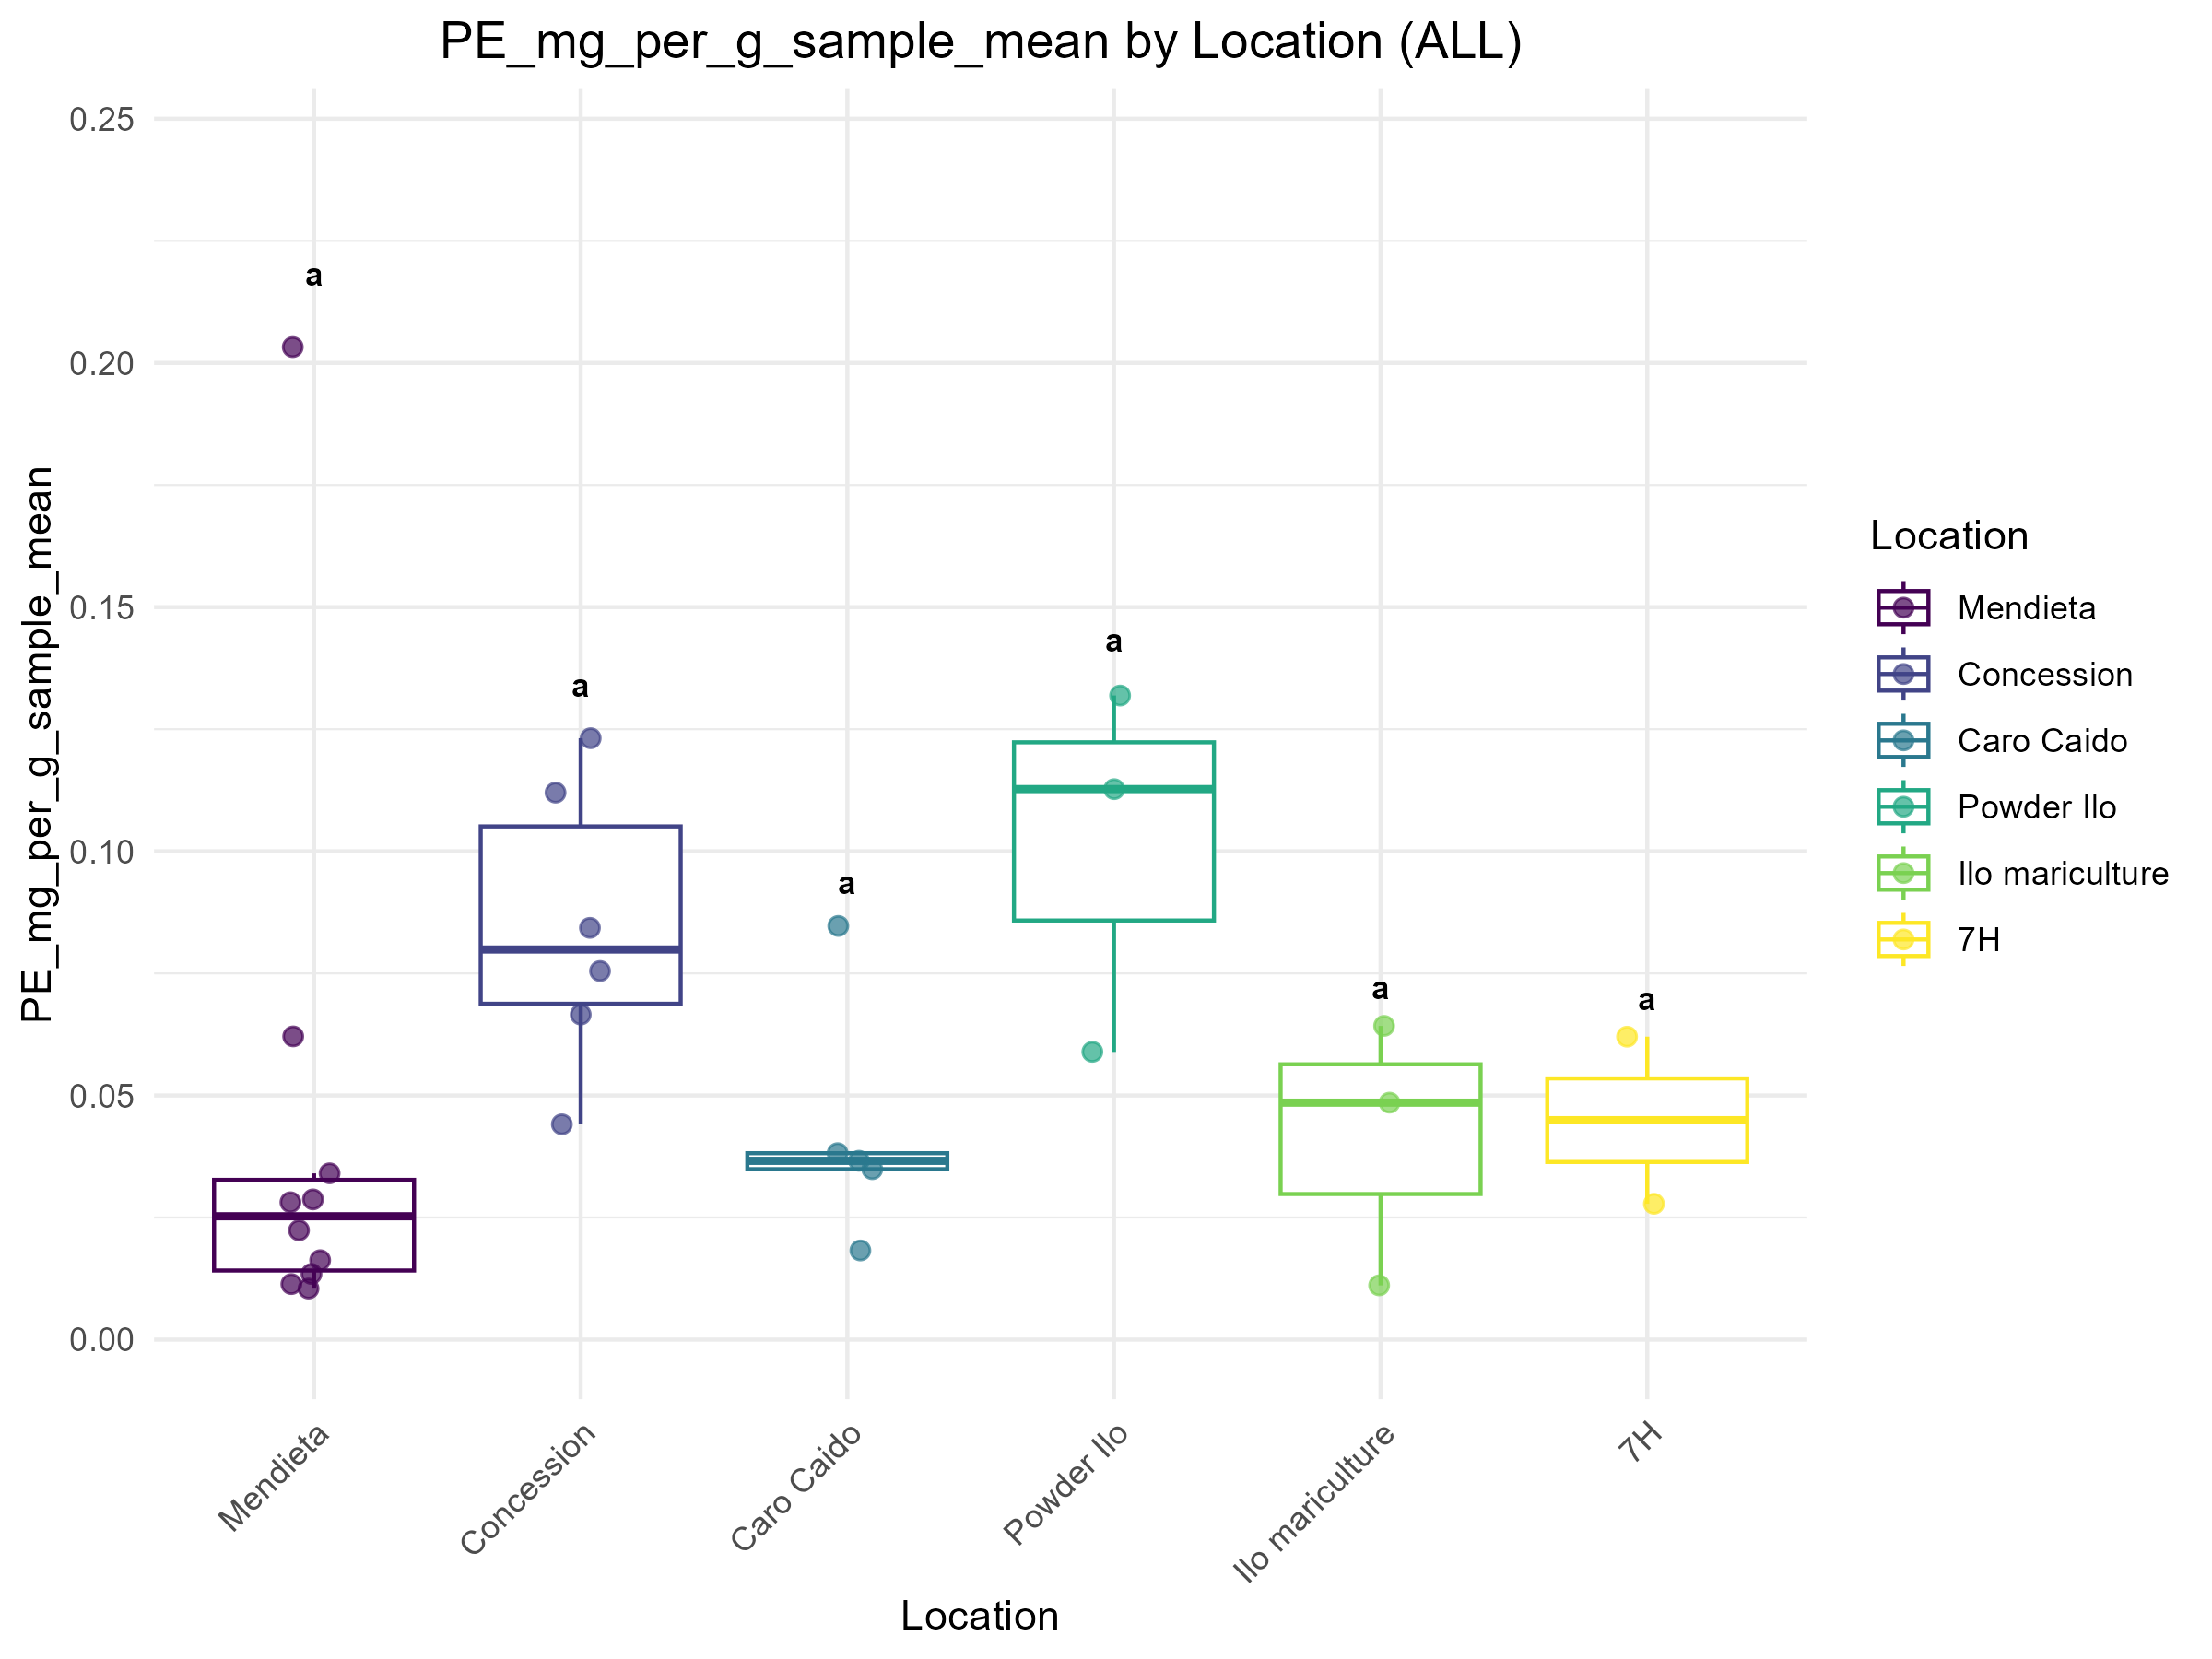 PE_mg_per_g_sample_mean by Location (ALL)
PE_mg_per_g_sample_mean
0.25
0.20
0.15
0.10
0.05
0.00
a
a
a
a
a
a
Mendieta
Concession
Caro Caido
Powder Ilo
Ilo mariculture
7H
Location
Location
Mendieta
Concession
Caro Caido
Powder Ilo
Ilo mariculture
7H